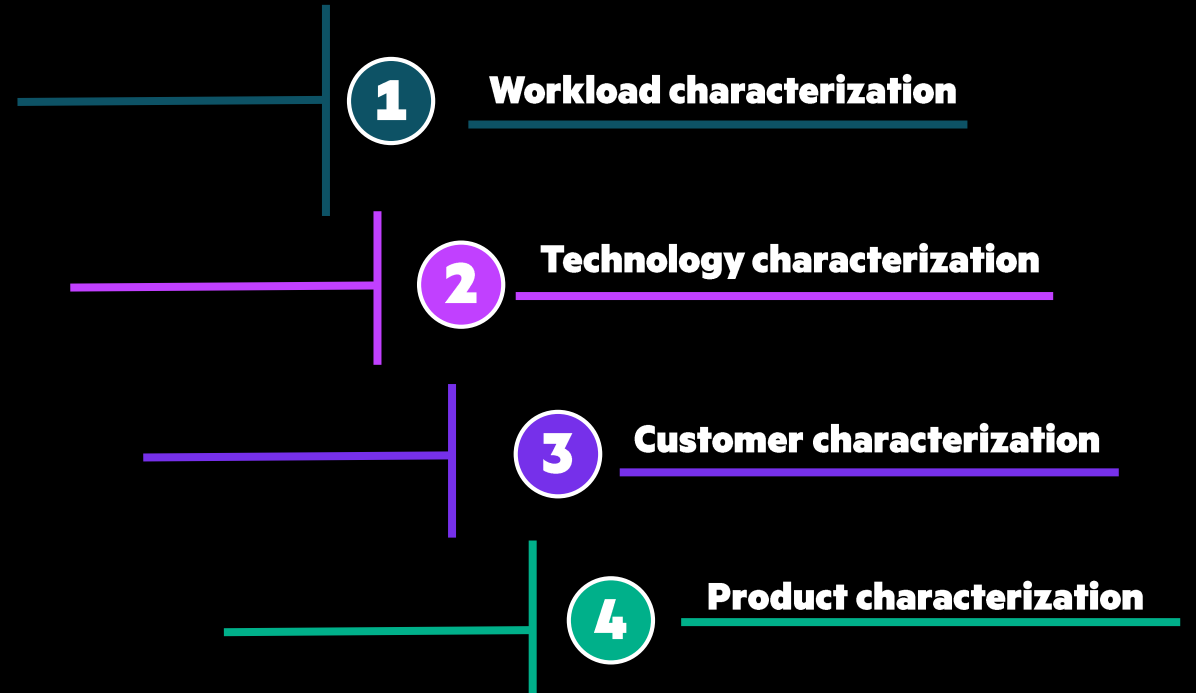 1
Workload characterization
2
Technology characterization
3
Customer characterization
4
Product characterization